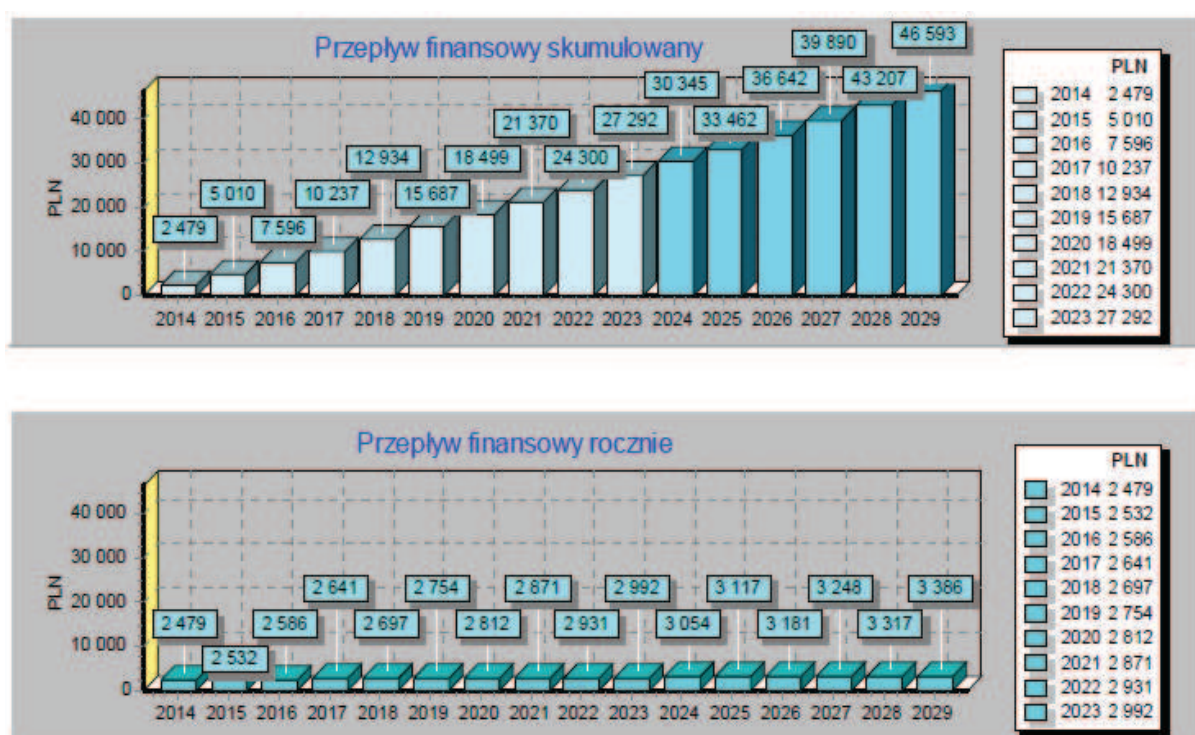 Przepływ finansowy skumulowany
PLN
40 000
30 000
20 000
10 000
0
2 479
5 010
7 596
10 237
12 934
15 687
18 499
21 370
24 300
27 292
30 345
33 462
36 642
39 890
43 207
46 593
2014 2015 2016 2017 2018 2019 2020 2021 2022 2023 2024 2025 2026 2027 2028 2029
PLN
2014 2 479
2015 5 010
2016 7 596
2017 10 237
2018 12 934
2019 15 687
2020 18 499
2021 21 370
2022 24 300
2023 27 292
Przepływ finansowy rocznie
PLN
40 000
30 000
20 000
10 000
0
2 479
2 532
2 586
2 641
2 697
2 754
2 812
2 871
2 931
2 992
3 054
3 117
3 181
3 248
3 317
3 386
2014 2015 2016 2017 2018 2019 2020 2021 2022 2023 2024 2025 2026 2027 2028 2029
PLN
2014 2 479
2015 2 532
2016 2 586
2017 2 641
2018 2 697
2019 2 754
2020 2 812
2021 2 871
2022 2 931
2023 2 992